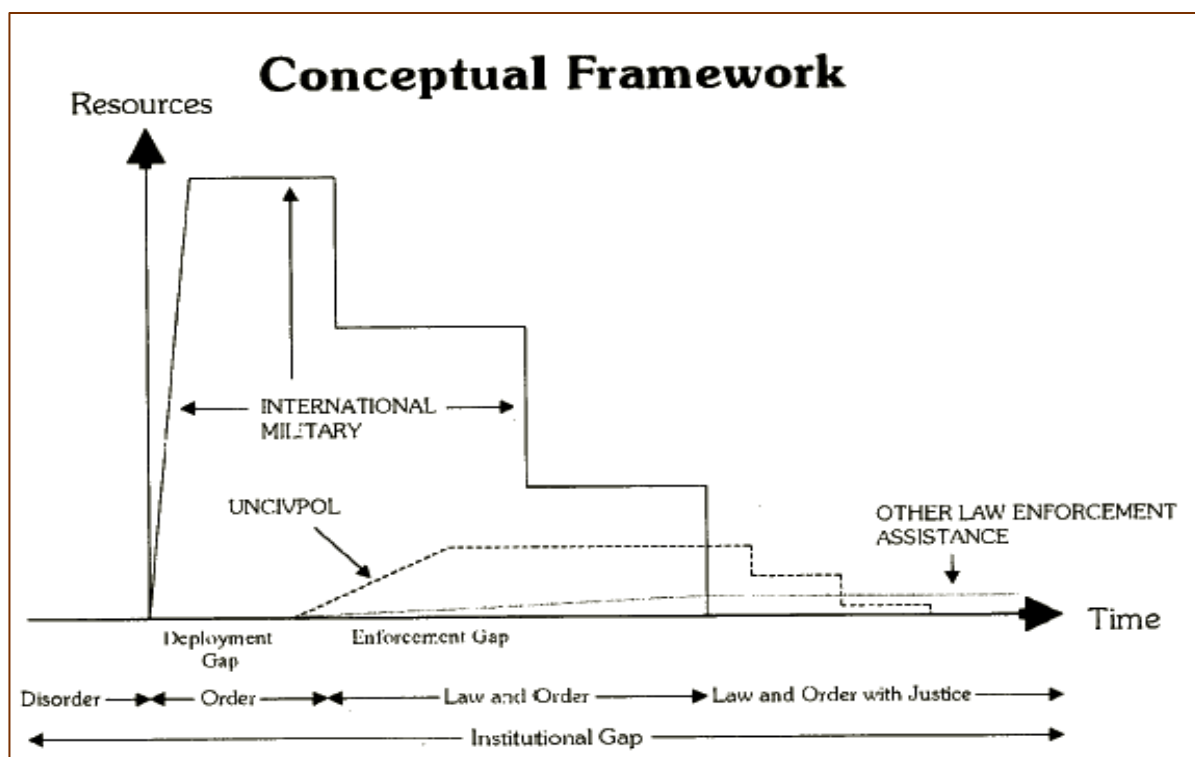 Conceptual Framework
Resources
INTERNATIONAL
MILITARY
UNCIVPOL
OTHER LAW ENFORCEMENT
ASSISTANCE
Time
Deployment
Gap
Enforcement Gap
Disorder
Order
Law and Order
Law and Order with Justice
Institutional Gap